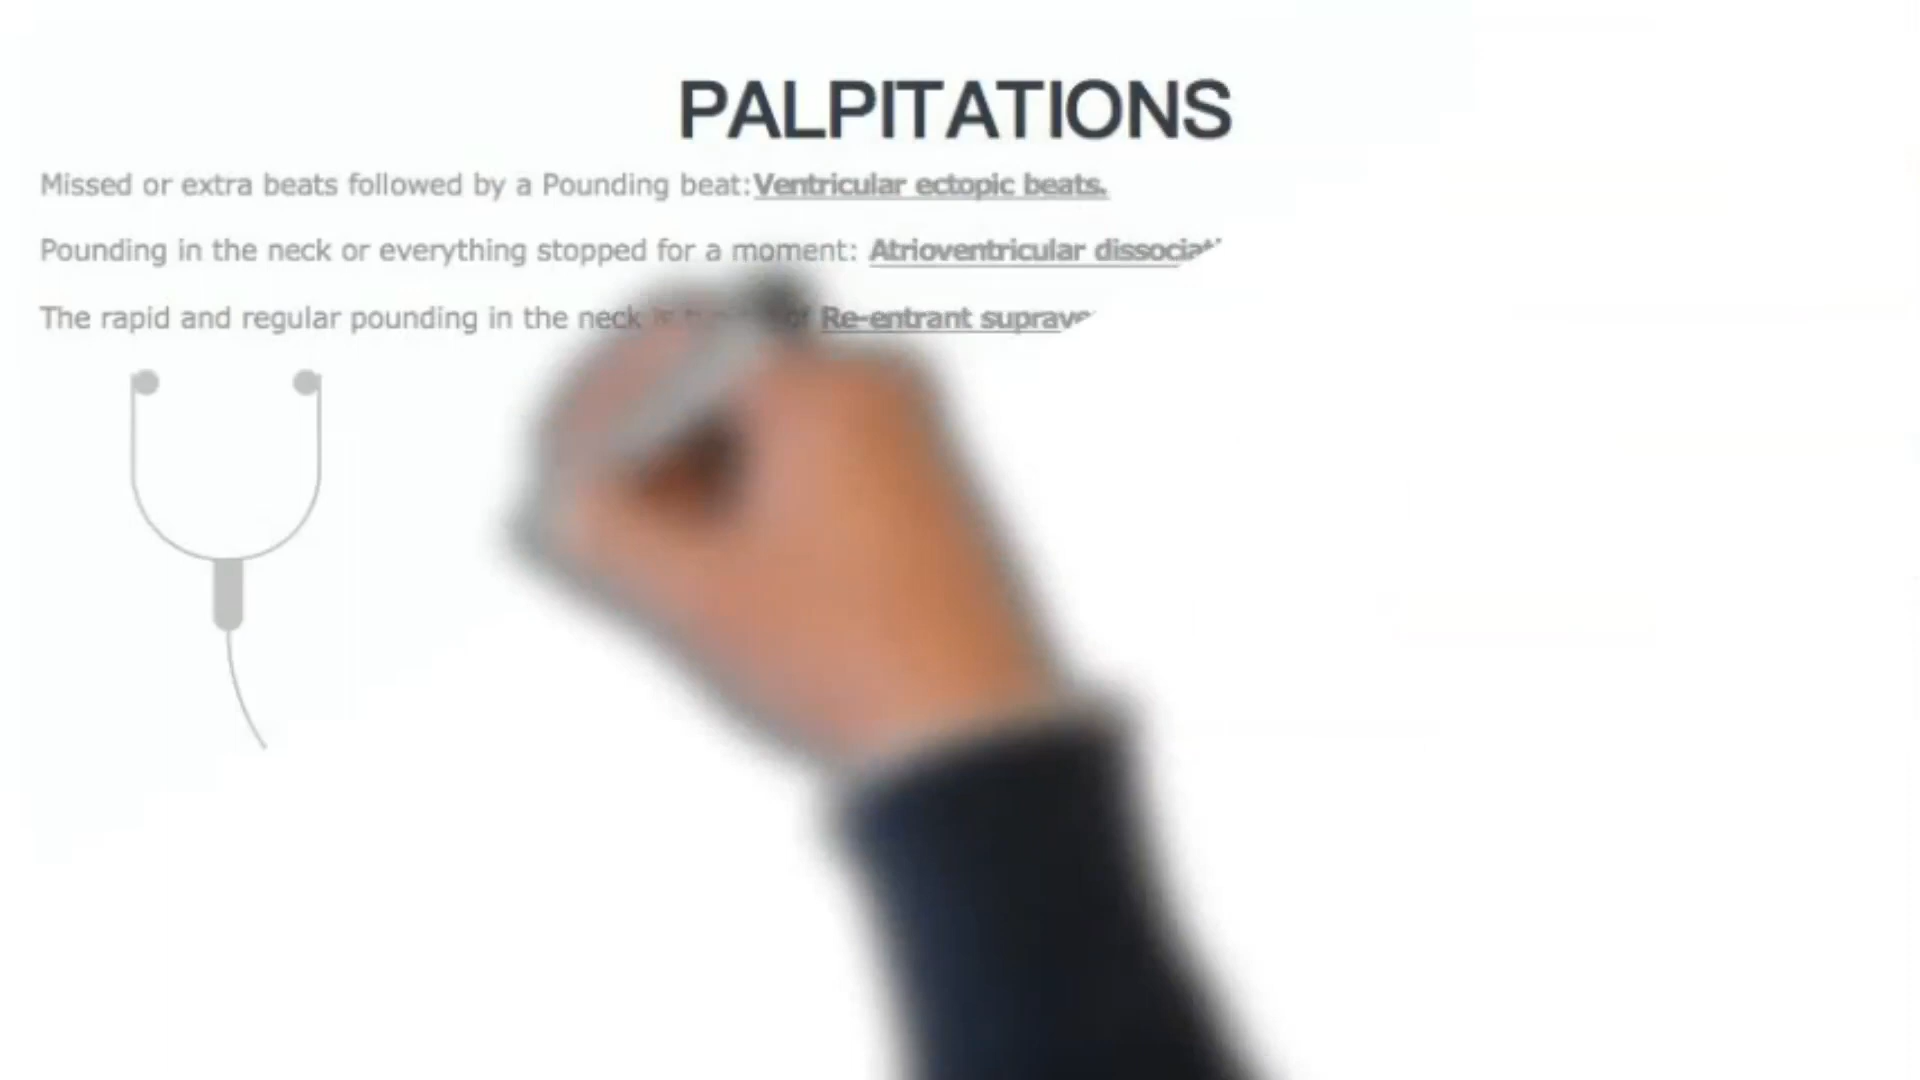 PALPITATIONS
Missed or extra beats followed by a Pounding beat:Ventricular ectopic beats.
Pounding in the neck or everything stopped for a moment: Atrioventricular
The rapid and regular pounding in the neck Re-entrant